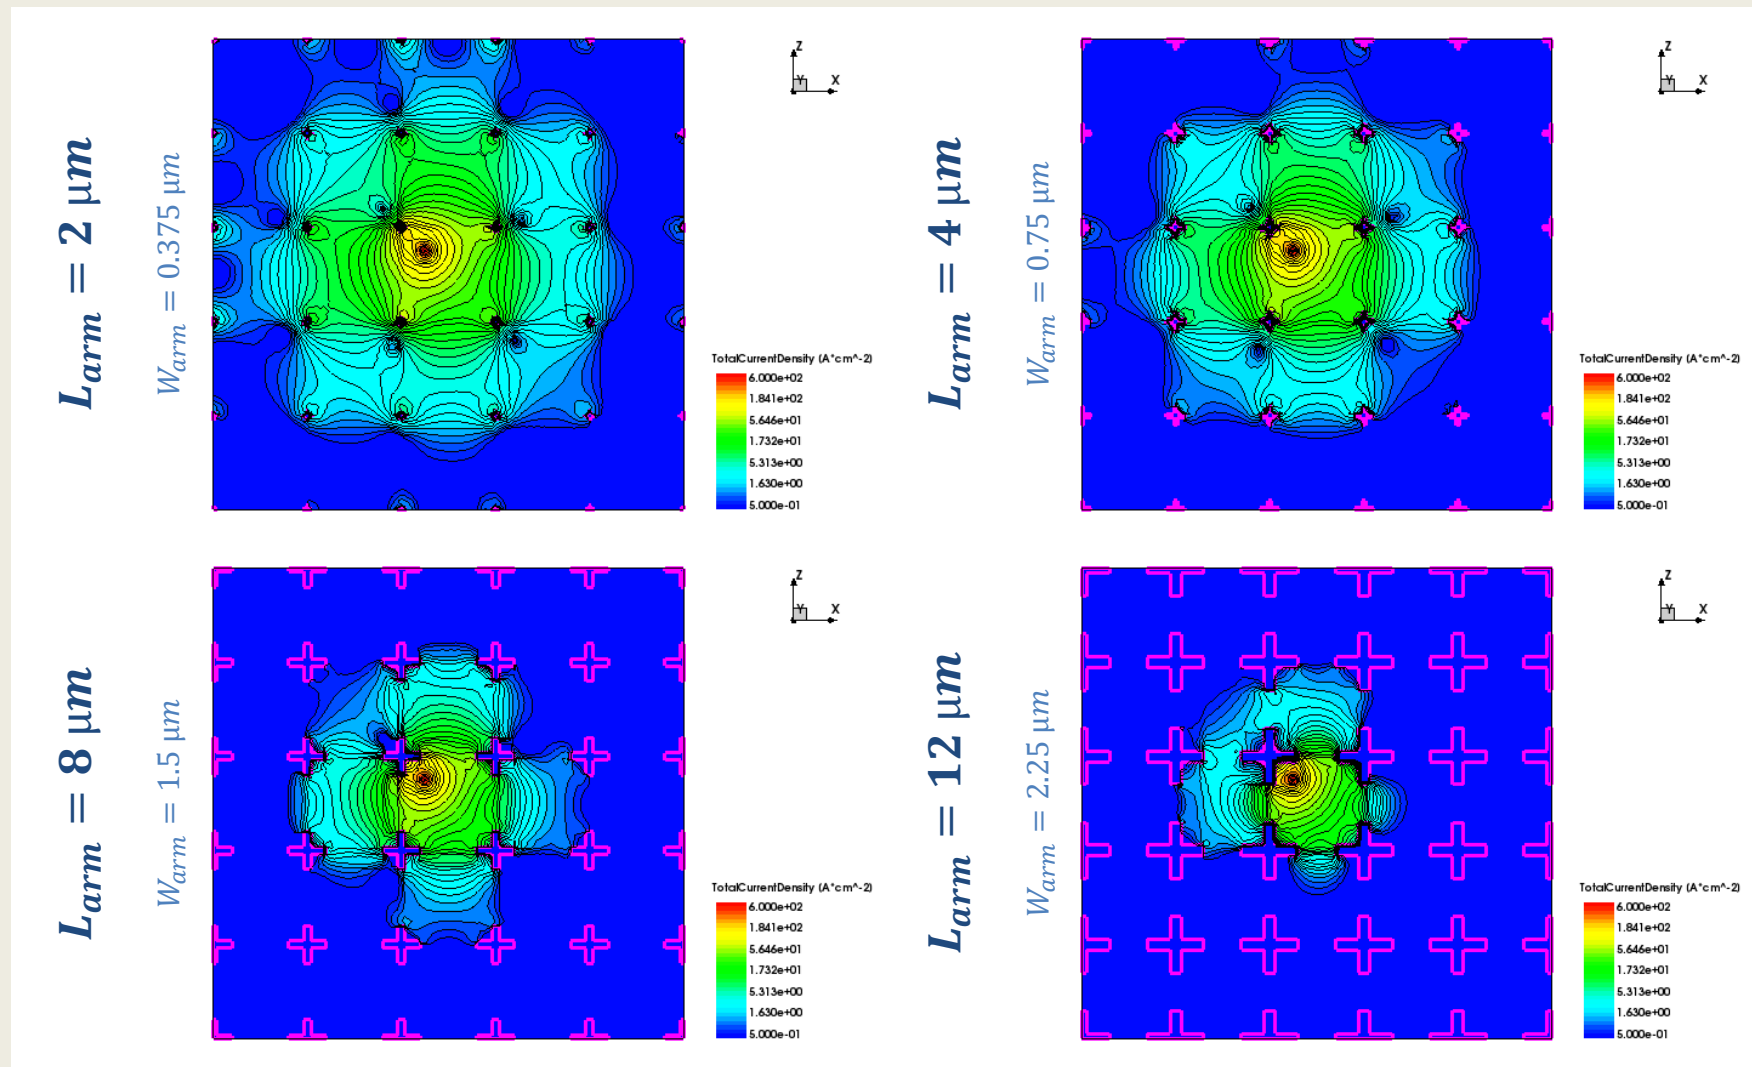 L_arm = 2 μm
W_arm = 0.375 μm
Z
Y
X
TotalCurrentDensity (A*cm^-2)
6.000e+02
1.841e+02
5.646e+01
1.732e+01
5.313e+00
1.630e+00
5.000e-01
L_arm = 4 μm
W_arm = 0.75 μm
Z
Y
X
TotalCurrentDensity (A*cm^-2)
6.000e+02
1.841e+02
5.646e+01
1.732e+01
5.313e+00
1.630e+00
5.000e-01
L_arm = 8 μm
W_arm = 1.5 μm
Z
Y
X
TotalCurrentDensity (A*cm^-2)
6.000e+02
1.841e+02
5.646e+01
1.732e+01
5.313e+00
1.630e+00
5.000e-01
L_arm = 12 μm
W_arm = 2.25 μm
Z
Y
X
TotalCurrentDensity (A*cm^-2)
6.000e+02
1.841e+02
5.646e+01
1.732e+01
5.313e+00
1.630e+00
5.000e-01